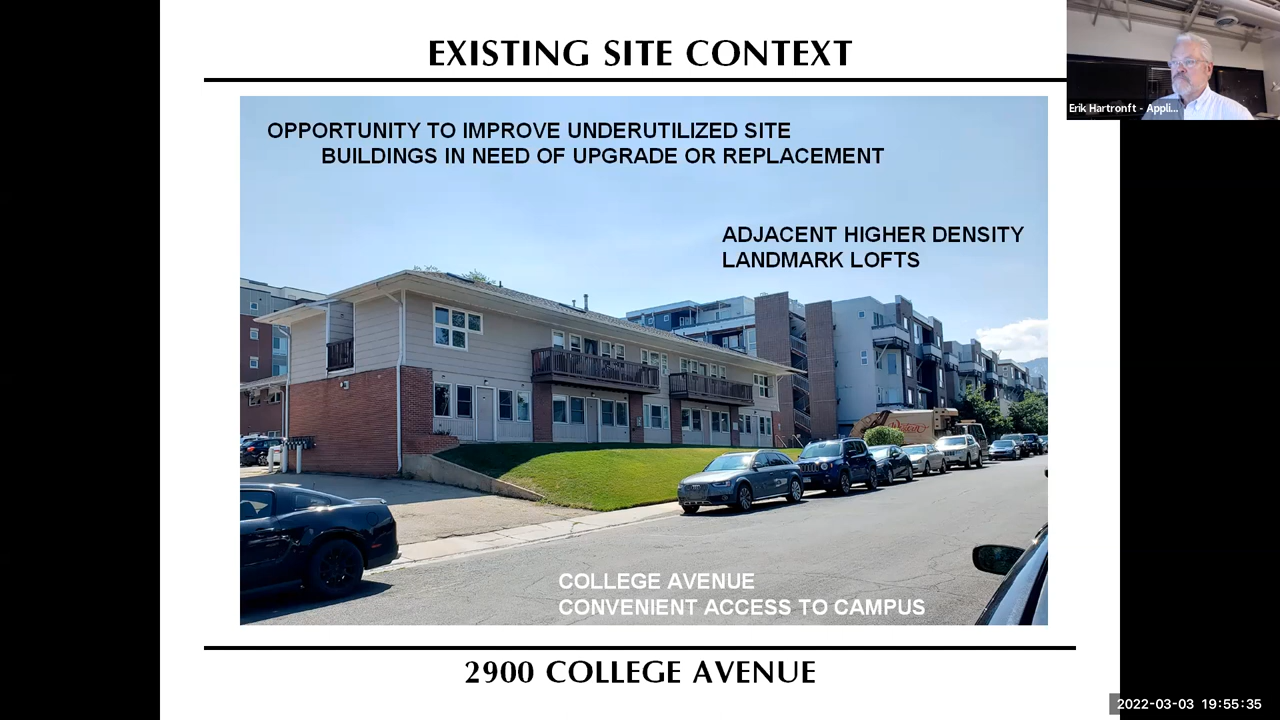 EXISTING SITE CONTEXT
Erik Hartronft - Appli...
OPPORTUNITY TO IMPROVE UNDERUTILIZED SITE
BUILDINGS IN NEED OF UPGRADE OR REPLACEMENT
ADJACENT HIGHER DENSITY
LANDMARK LOFTS
Western
COLLEGE AVENUE
CONVENIENT ACCESS TO CAMPUS
2900 COLLEGE AVENUE
2022-03-03 19:55:35